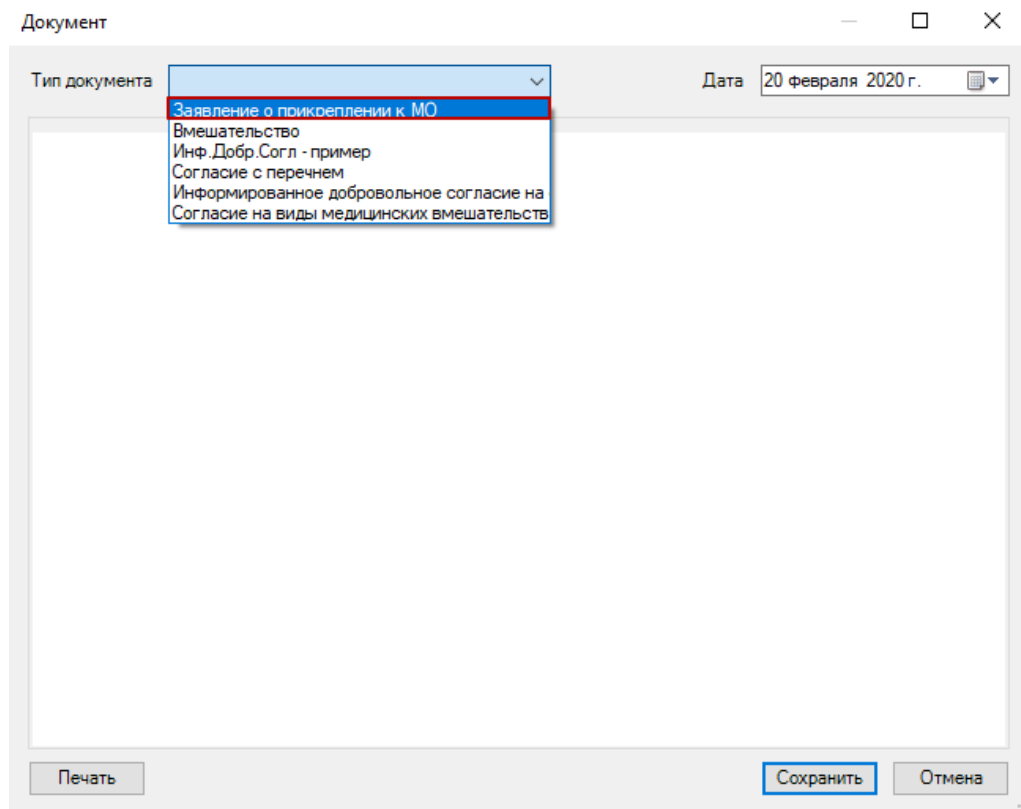 Документ
Тип документа
Дата 20 февраля 2020 г.
Заявление о прикреплении к МО
Вмешательство
Инф.Добр.Согл - пример
Согласие с перечнем
Информированное добровольное согласие на
Согласие на виды медицинских вмешательств
Печать
Сохранить
Отмена